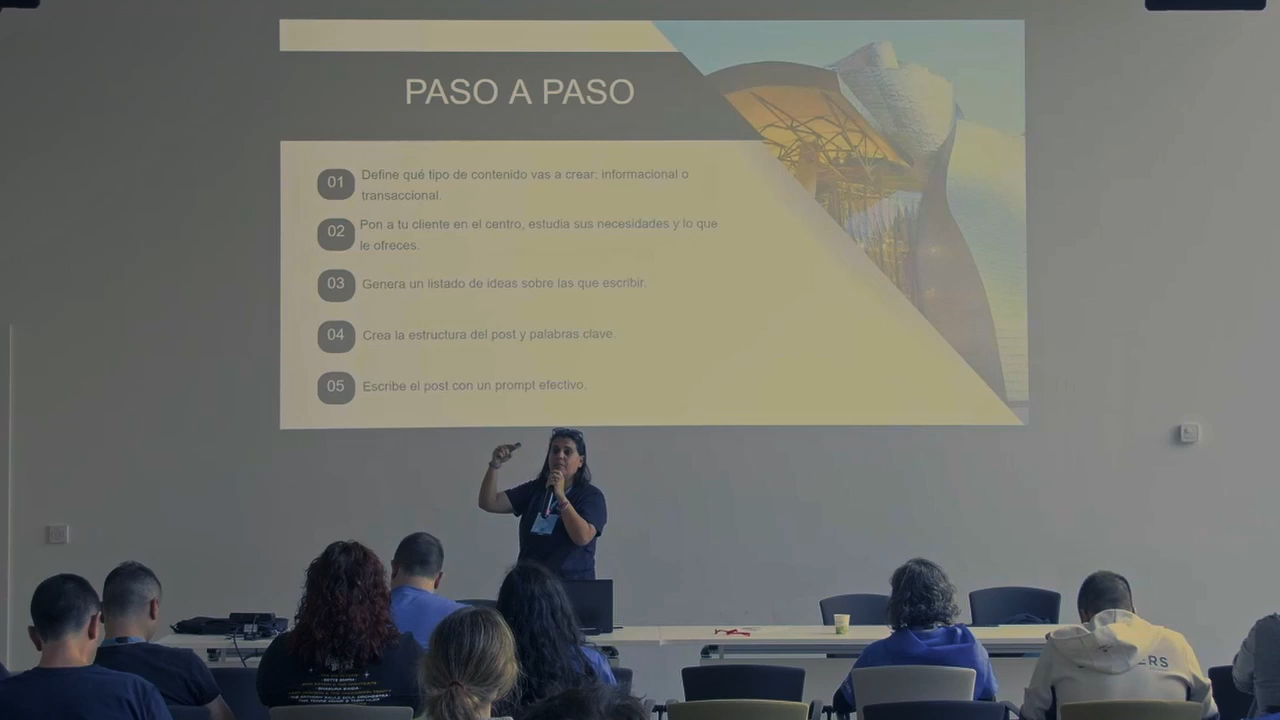 PASO A PASO
01
Define qué tipo de contenido vas a crear: informacional o
transaccional.
02
Pon a tu cliente en el centro, estudia sus necesidades y lo que
le ofreces.
03
Genera un listado de ideas sobre las que escribir.
04
Crea la estructura del post y palabras clave.
05
Escribe el post con un prompt efectivo.
ERS